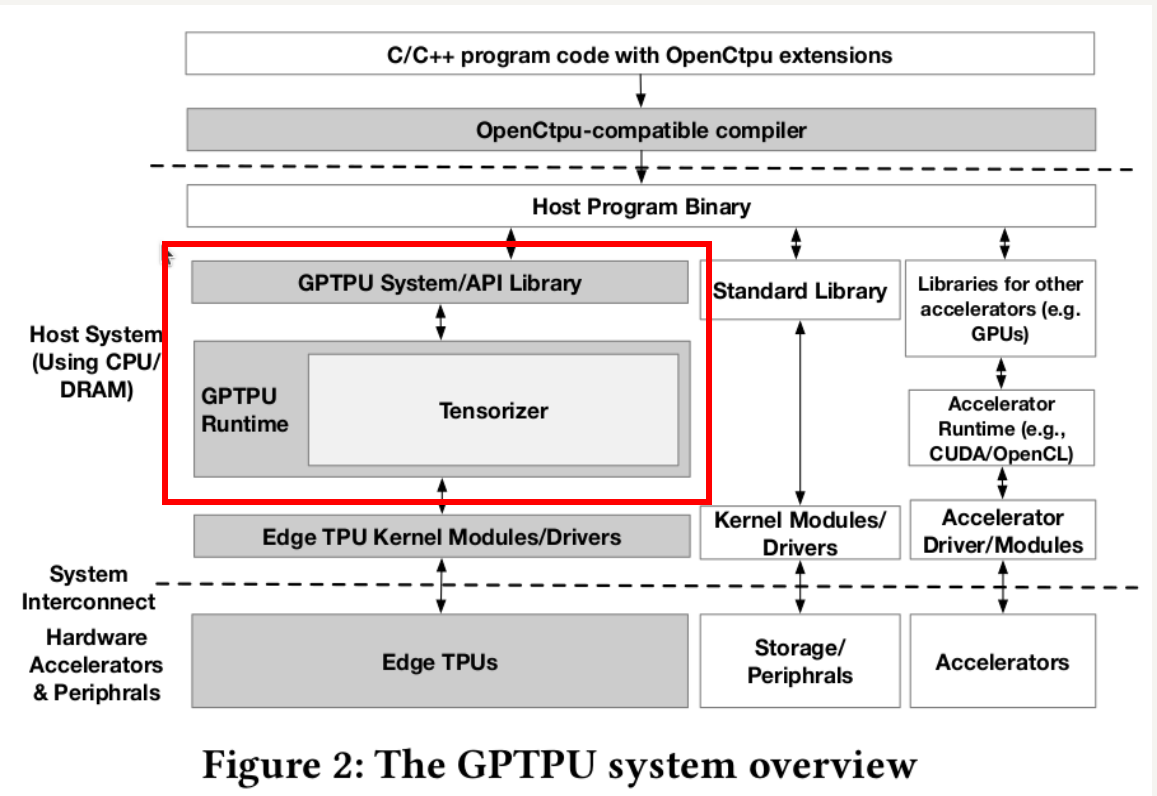 C/C++ program code with OpenCtpu extensions
OpenCtpu-compatible compiler
Host Program Binary
Host System
(Using CPU/
DRAM)
GPTPU System/API Library
GPTPU
Runtime
Tensorizer
Edge TPU Kernel Modules/Drivers
Standard Library
Kernel Modules/
Drivers
Libraries for other
accelerators (e.g.
GPUs)
Accelerator
Runtime (e.g.,
CUDA/OpenCL)
Accelerator
Driver/Modules
System
Interconnect
Hardware
Accelerators
& Periphrals
Edge TPUs
Storage/
Periphrals
Accelerators
Figure 2: The GPTPU system overview